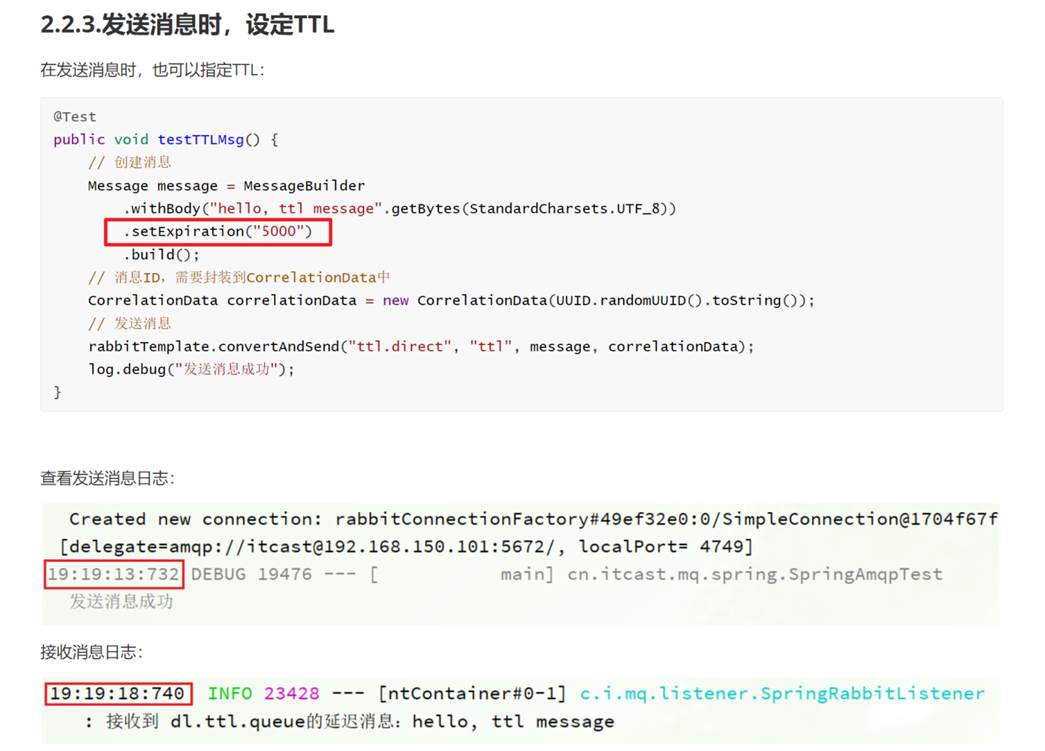 2.2.3.发送消息时，设定TTL
在发送消息时，也可以指定TTL：
@Test
public void testTTLMsg() {
// 创建消息
Message message = MessageBuilder
.withBody("hello, ttl message".getBytes(StandardCharsets.UTF_8))
.setExpiration("5000")
.build();
// 消息ID，需要封装到CorrelationData中
CorrelationData correlationData = new CorrelationData(UUID.randomUUID().toString());
// 发送消息
rabbitTemplate.convertAndSend("ttl.direct", "ttl", message, correlationData);
log.debug("发送消息成功");
}
查看发送消息日志：
Created new connection: rabbitConnectionFactory#49ef32e0:0/SimpleConnection@1704f67f
[delegate=amqp://itcast@192.168.150.101:5672/, localPort= 4749]
19:19:13:732 DEBUG 19476 --- [ main] cn.itcast.mq.spring.SpringAmqpTest
发送消息成功
接收消息日志：
19:19:18:740 INFO 23428 --- [ntContainer#0-1] c.i.mq.listener.SpringRabbitListener
: 接收到 dl.ttl.queue的延迟消息：hello, ttl message